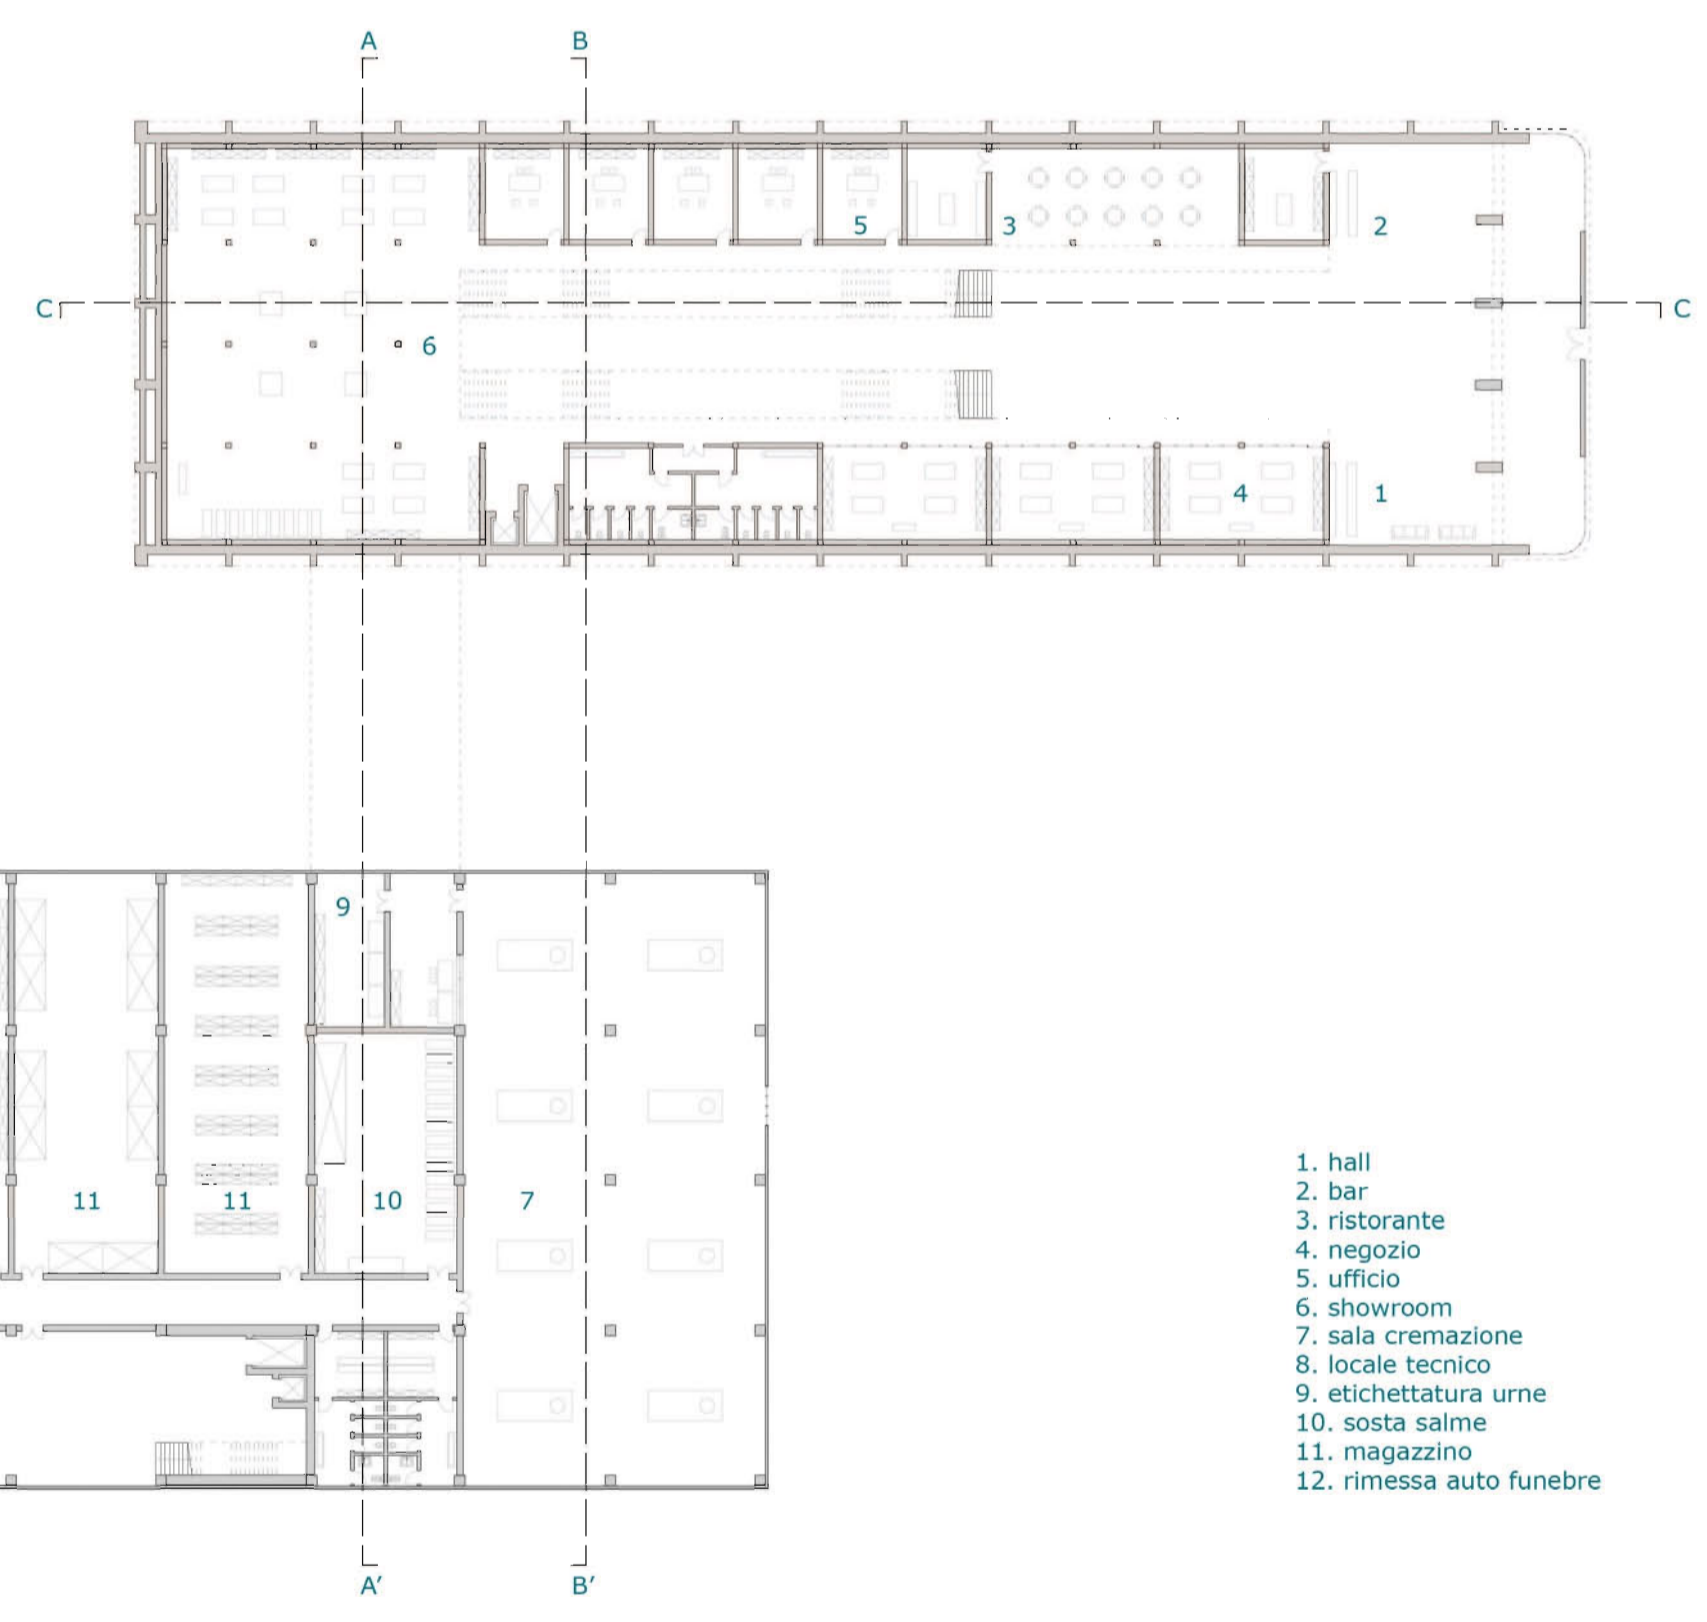 A
B
5
3
2
C
C
6
4
1
9
11
11
10
7
1. hall
2. bar
3. ristorante
4. negozio
5. ufficio
6. showroom
7. sala cremazione
8. locale tecnico
9. etichettatura urne
10. sosta salme
11. magazzino
12. rimessa auto funebre
A’
B’